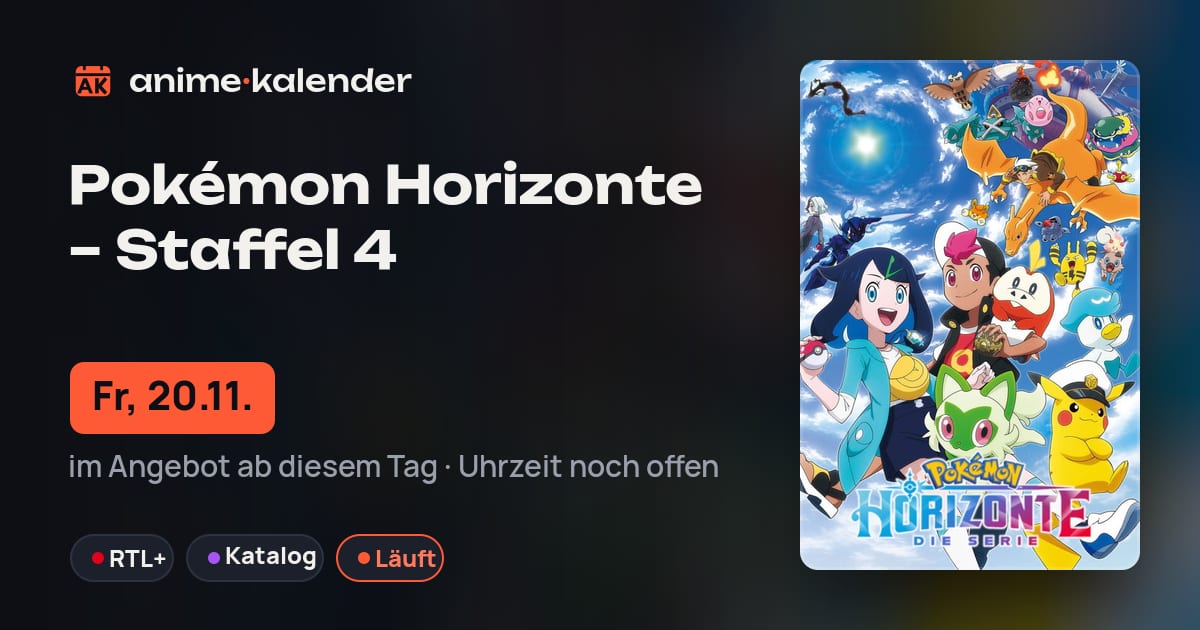 AK
anime·kalender
Pokémon Horizonte
– Staffel 4
Fr, 20.11.
im Angebot ab diesem Tag · Uhrzeit noch offen
RTL+
Katalog
Läuft
POKéMON
HORIZONTE
DIE SERIE